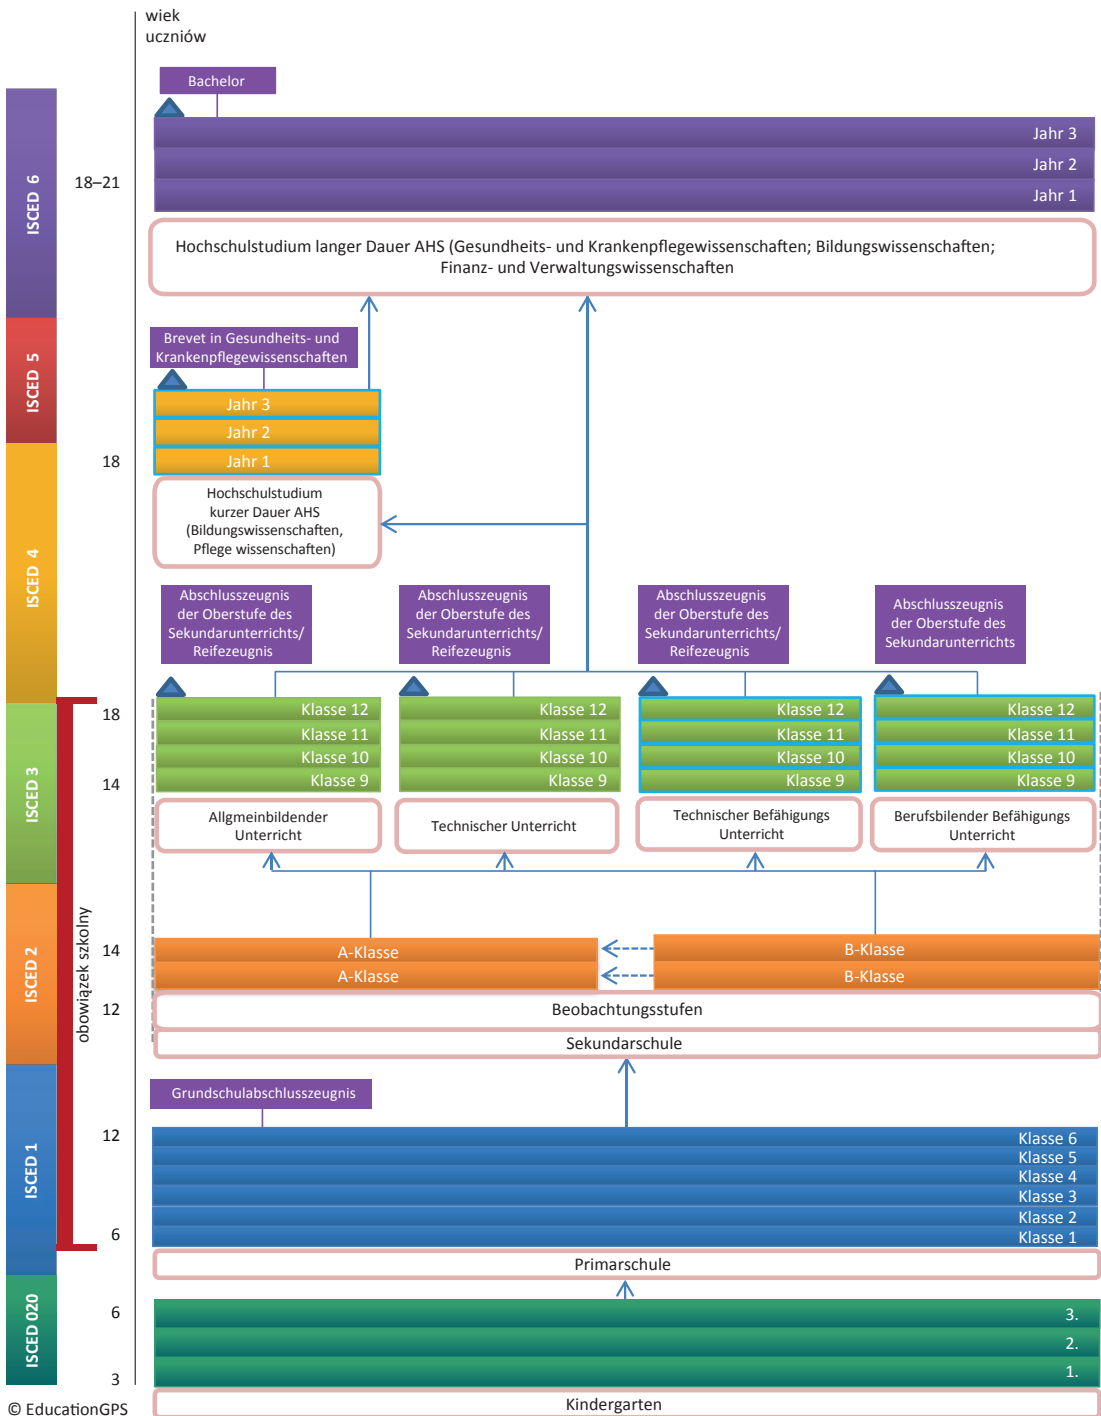 wiek
uczniów
Bachelor
Jahr 3
Jahr 2
Jahr 1
ISCED 6
18–21
Hochschulstudium langer Dauer AHS (Gesundheits- und Krankenpflegewissenschaften; Bildungswissenschaften;
Finanz- und Verwaltungswissenschaften
Brevet in Gesundheits- und
Krankenpflegewissenschaften
ISCED 5
Jahr 3
Jahr 2
Jahr 1
18
Hochschulstudium
kurzer Dauer AHS
(Bildungswissenschaften,
Pflege wissenschaften)
ISCED 4
Abschlusszeugnis
der Oberstufe des
Sekundarunterrichts/
Reifezeugnis
Abschlusszeugnis
der Oberstufe des
Sekundarunterrichts/
Reifezeugnis
Abschlusszeugnis
der Oberstufe des
Sekundarunterrichts/
Reifezeugnis
Abschlusszeugnis
der Oberstufe des
Sekundarunterrichts
18
14
ISCED 3
Klasse 12
Klasse 11
Klasse 10
Klasse 9
Klasse 12
Klasse 11
Klasse 10
Klasse 9
Klasse 12
Klasse 11
Klasse 10
Klasse 9
Klasse 12
Klasse 11
Klasse 10
Klasse 9
Allgmeinbildender
Unterricht
Technischer Unterricht
Technischer Befähigungs
Unterricht
Berufsbilender Befähigungs
Unterricht
obowiązek szkolny
ISCED 2
14
12
A-Klasse
A-Klasse
B-Klasse
B-Klasse
Beobachtungsstufen
Sekundarschule
Grundschulabschlusszeugnis
ISCED 1
12
6
Klasse 6
Klasse 5
Klasse 4
Klasse 3
Klasse 2
Klasse 1
Primarschule
ISCED 020
6
3
3.
2.
1.
Kindergarten
© EducationGPS